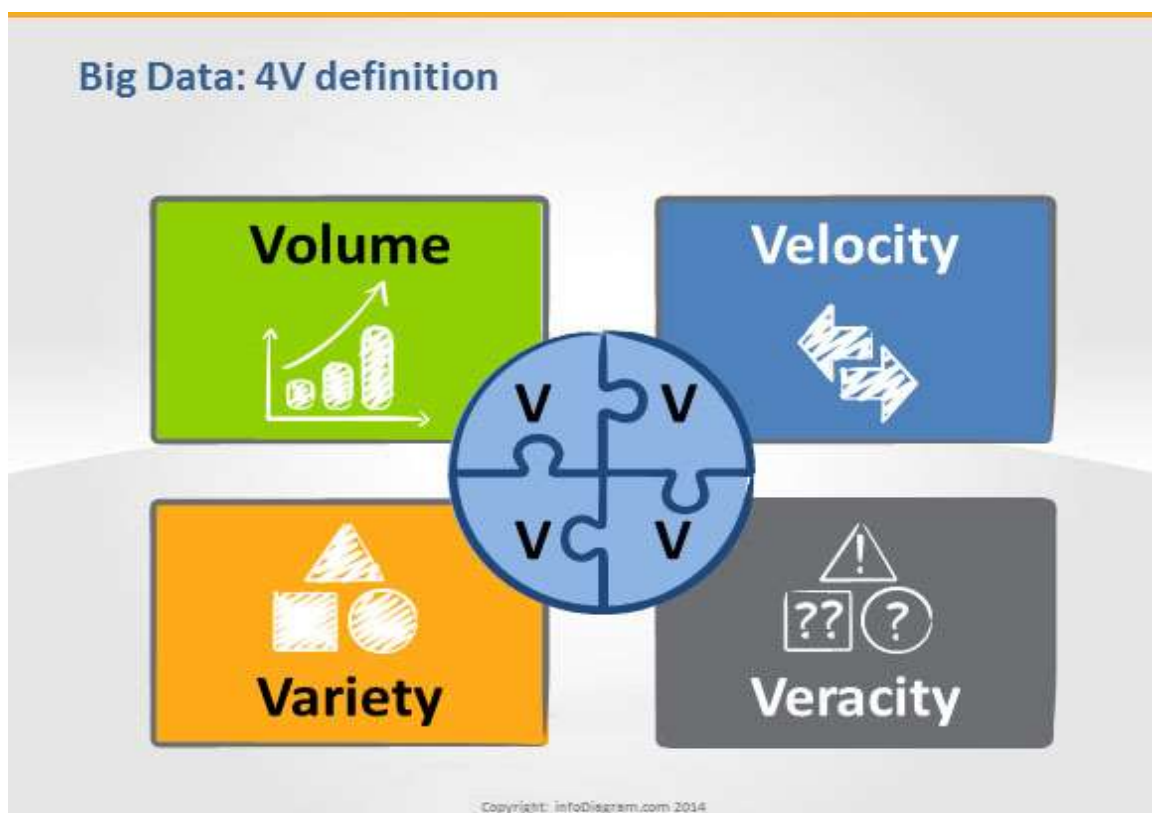 Big Data: 4V definition
Volume
Velocity
V V
V V
! 
?? ?
Variety
Veracity
Copyright: infoDiagram.com 2014